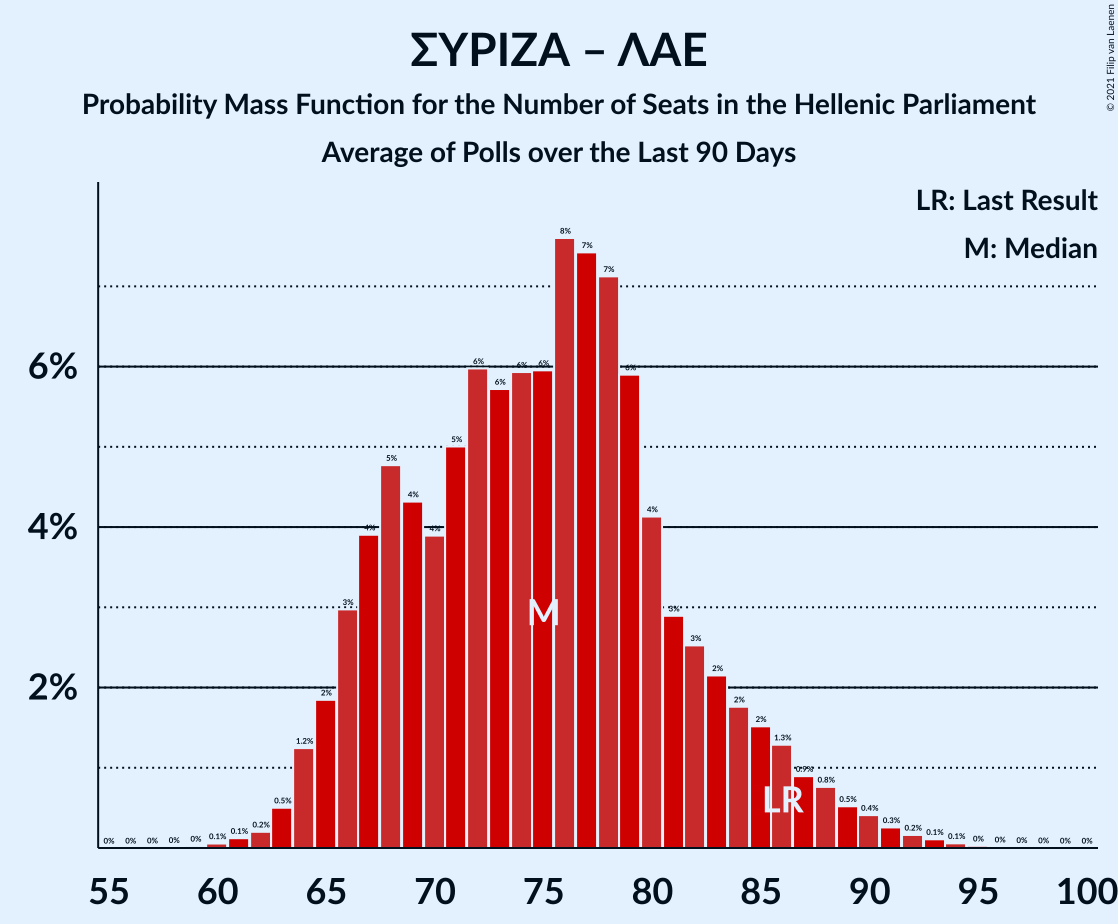 ΣΥΡΙΖΑ – ΛΑΕ
Probability Mass Function for the Number of Seats in the Hellenic Parliament
Average of Polls over the Last 90 Days
© 2021 Filip van Laenen
LR: Last Result
M: Median
6%
4%
2%
0% 0% 0% 0% 0% 0.1% 0.1% 0.2% 0.5% 1.2% 2% 3% 4% 5% 4% 4% 5% 6% 6% 6% 6% 8% 7% 7% 6% 4% 3% 3% 2% 2% 2% 1.3% 0.9% 0.8% 0.5% 0.4% 0.3% 0.2% 0.1% 0.1% 0% 0% 0% 0% 0% 0%
M
LR
55 60 65 70 75 80 85 90 95 100